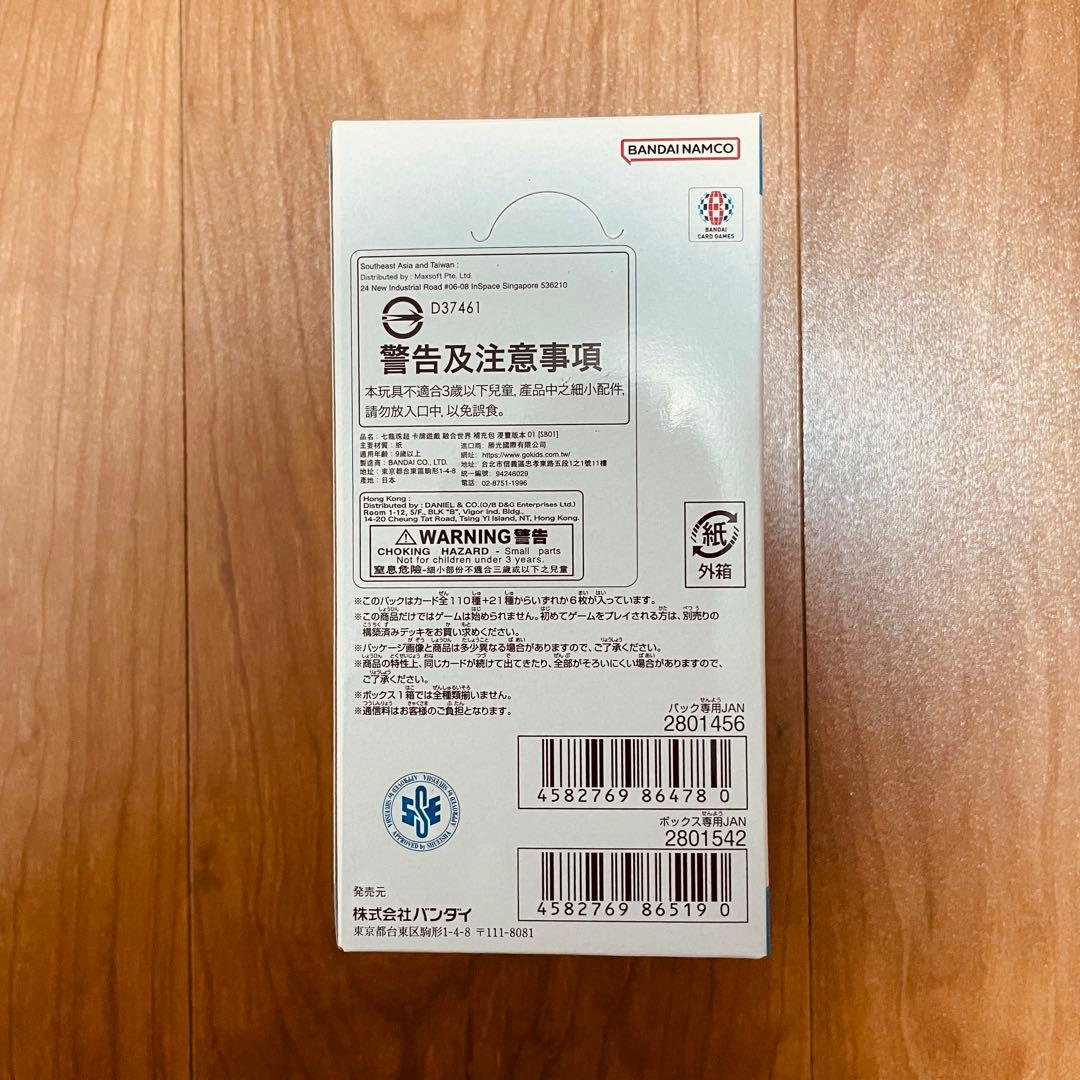 BANDAI NAMCO
BANDAI
CARD GAMES
Southeast Asia and Taiwan :
Distributed by : Maxsoft Pte. Ltd.
24 New Industrial Road #06-08 InSpace Singapore 536210
D37461
警告及注意事項
本玩具不適合3歲以下兒童, 產品中之細小配件,
請勿放入口中, 以免誤食。
品名 : 七龍珠超 卡牌遊戲 融合世界 補充包 漫畫版本 01 [SB01]
主要材質 : 紙
適用年齡 : 9歲以上
製造商 : BANDAI CO., LTD.
地址 : 東京都台東區駒形1-4-8
產地 : 日本
進口商 : 勝光國際有限公司
網址: https://www.gokids.com.tw/
地址: 台北市信義區忠孝東路五段1之1號11樓
統一編號: 94246029
電話: 02-8751-1996
Hong Kong :
Distributed by : DANIEL & CO.(O/B D&G Enterprises Ltd.)
Room 1-12, 5/F., BLK "B", Vigor Ind. Bldg.,
14-20 Cheung Tat Road, Tsing Yi Island, NT, Hong Kong.
WARNING 警告
CHOKING HAZARD - Small parts
Not for children under 3 years.
窒息危險-細小部份不適合三歲或以下之兒童
紙
外箱
※このパックはカード全110種+21種からいずれか6枚が入っています。
※この商品だけではゲームは始められません。初めてゲームをプレイされる方は、別売りの
構築済みデッキをお買い求めください。
※パッケージ画像と商品は多少異なる場合がありますので、ご了承ください。
※商品の特性上、同じカードが続けて出てきたり、全部がそろいにくい場合がありますので、
ご了承ください。
※ボックス1箱では全種類揃いません。
※通信料はお客様のご負担となります。
パック専用JAN
2801456
4582769 864780
ボックス専用JAN
2801542
4582769 865190
APPROVED by SHUEISHA
APPROVED by SHUEISHA
APPROVED by SHUEISHA
発売元
株式会社バンダイ
東京都台東区駒形1-4-8 〒111-8081